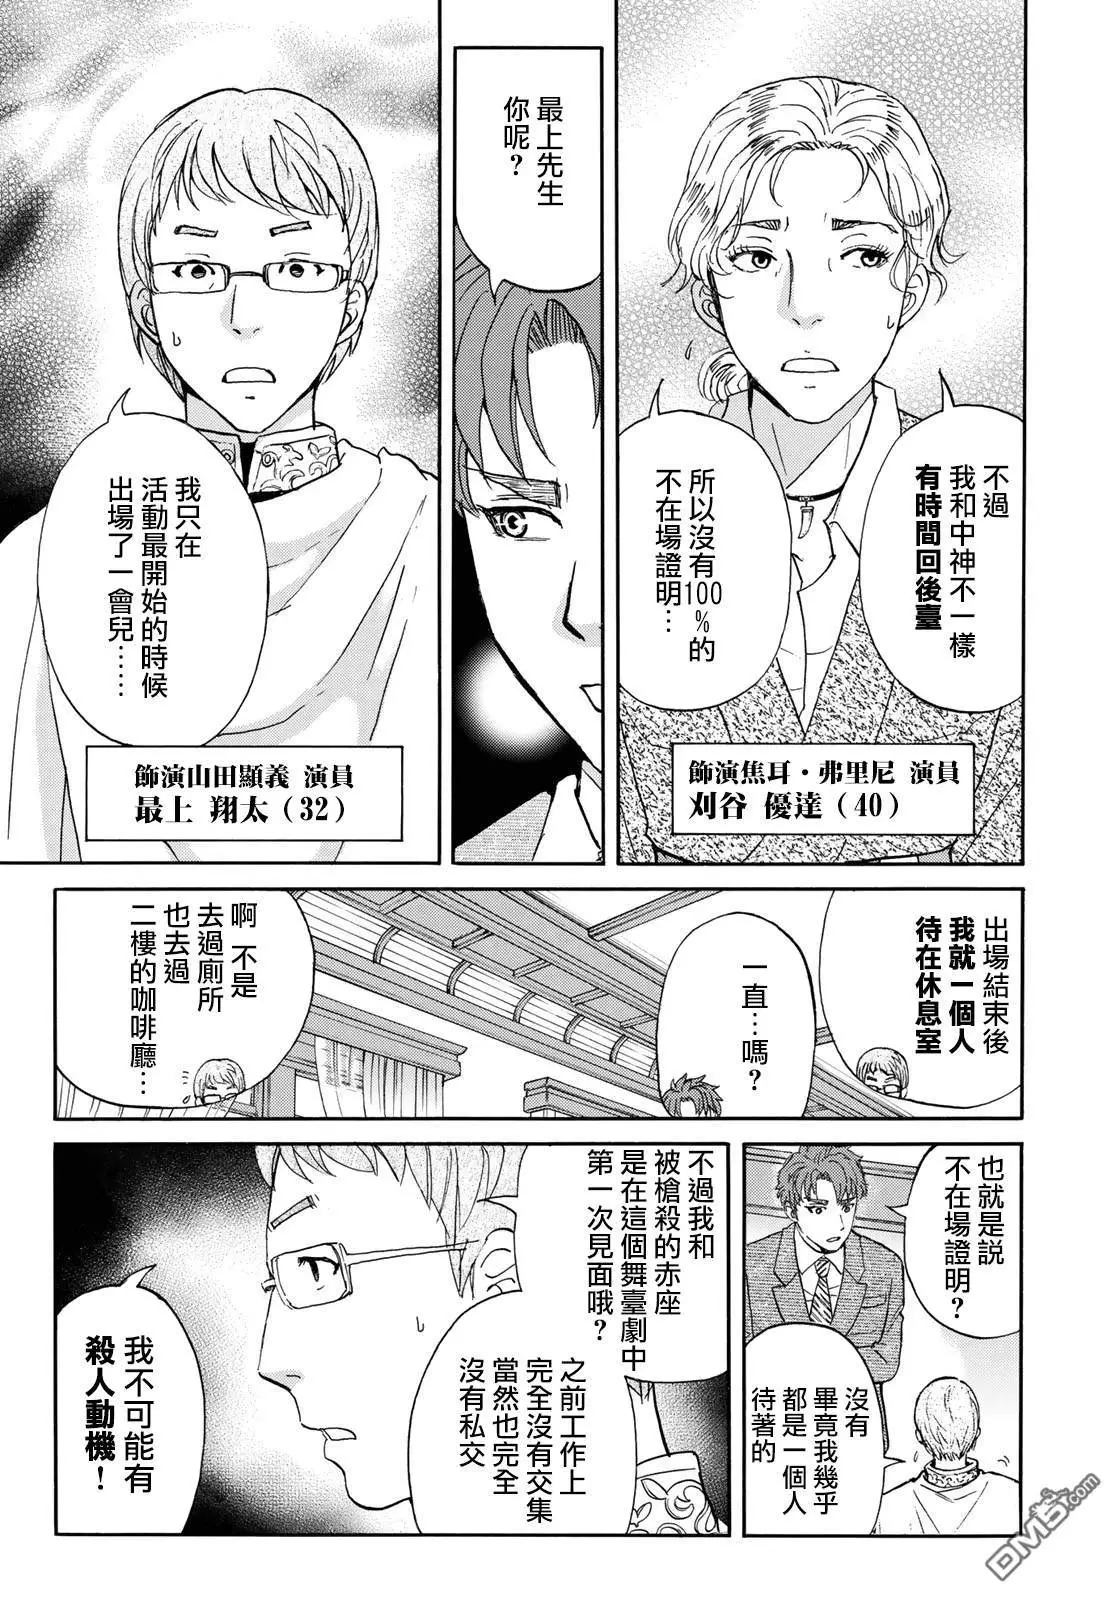 不過
我和中神不一樣
有時間回後臺
所以沒有100%的
不在場證明…
飾演焦耳·弗里尼 演員
刈谷 優達（40）
最上先生
你呢？
我只在
活動最開始的時候
出場了一會兒……
飾演山田顯義 演員
最上 翔太（32）
出場結束後
我就一個人
待在休息室
一直…嗎？
啊 不是
去過廁所
也去過
二樓的咖啡廳…
也就是說
不在場證明？
沒有
畢竟我幾乎
都是一個人
待著的
不過我和
被槍殺的赤座
是在這個舞臺劇中
第一次見面哦？
之前工作上
完全沒有交集
當然也完全
沒有私交
我不可能有
殺人動機！
DM5.com